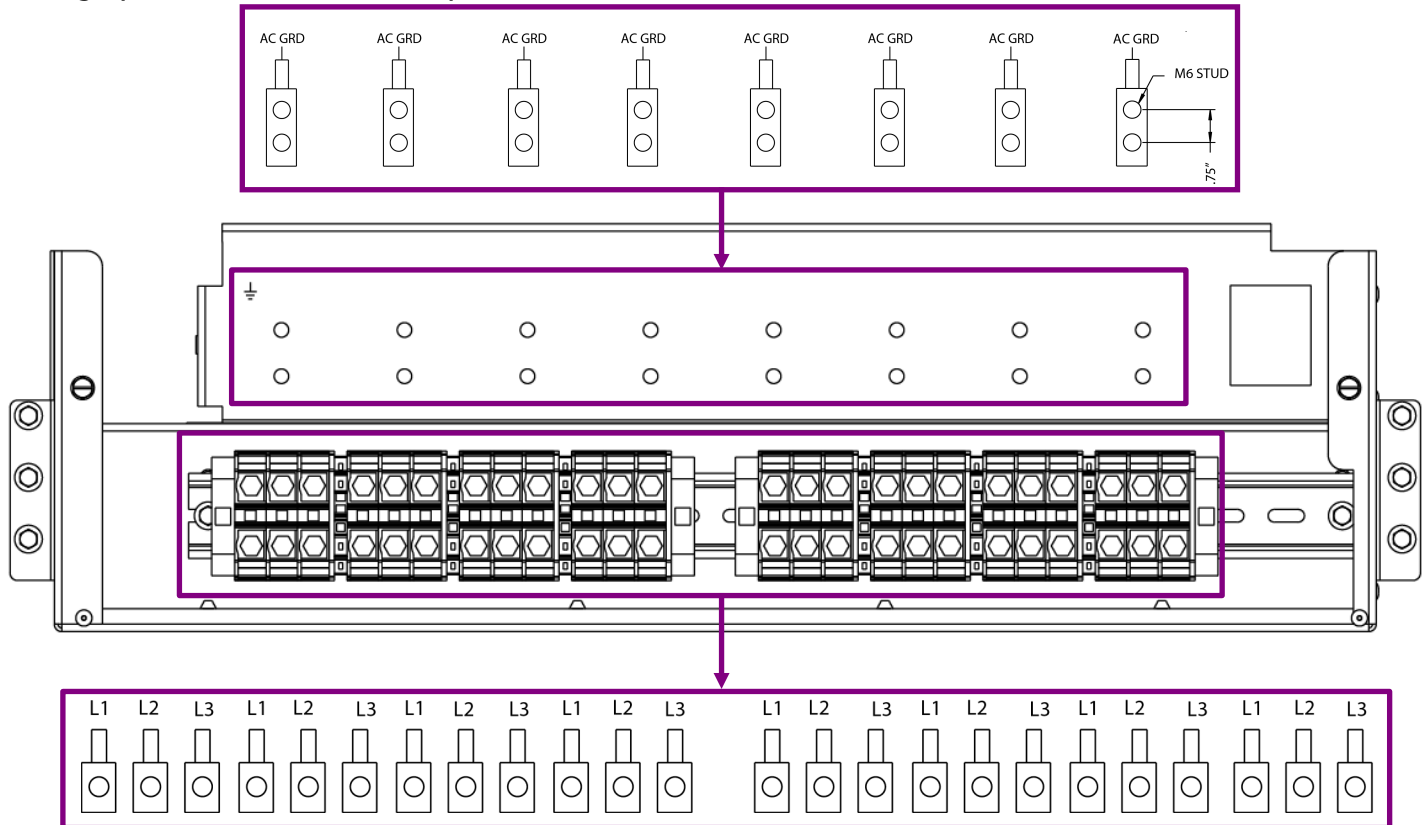 AC GRD AC GRD AC GRD AC GRD AC GRD AC GRD AC GRD AC GRD
M6 STUD
.75"
L1 L2 L3 L1 L2 L3 L1 L2 L3 L1 L2 L3 L1 L2 L3 L1 L2 L3 L1 L2 L3 L1 L2 L3